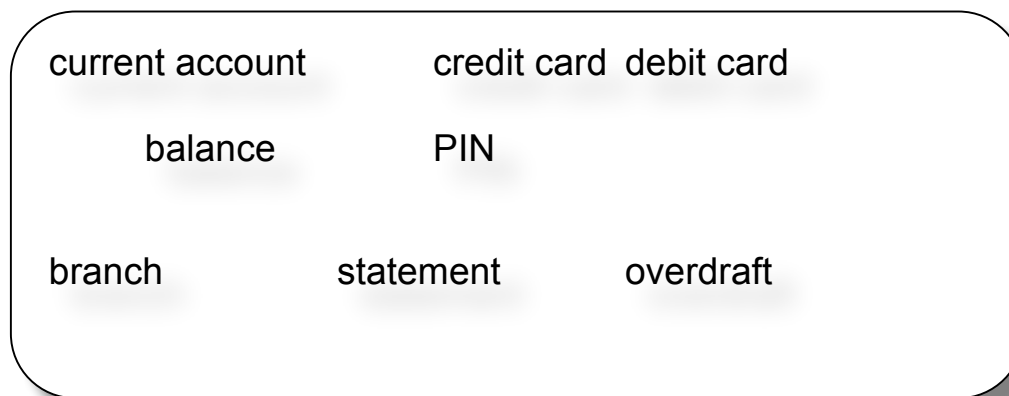 current account credit card debit card
balance PIN
branch statement overdraft